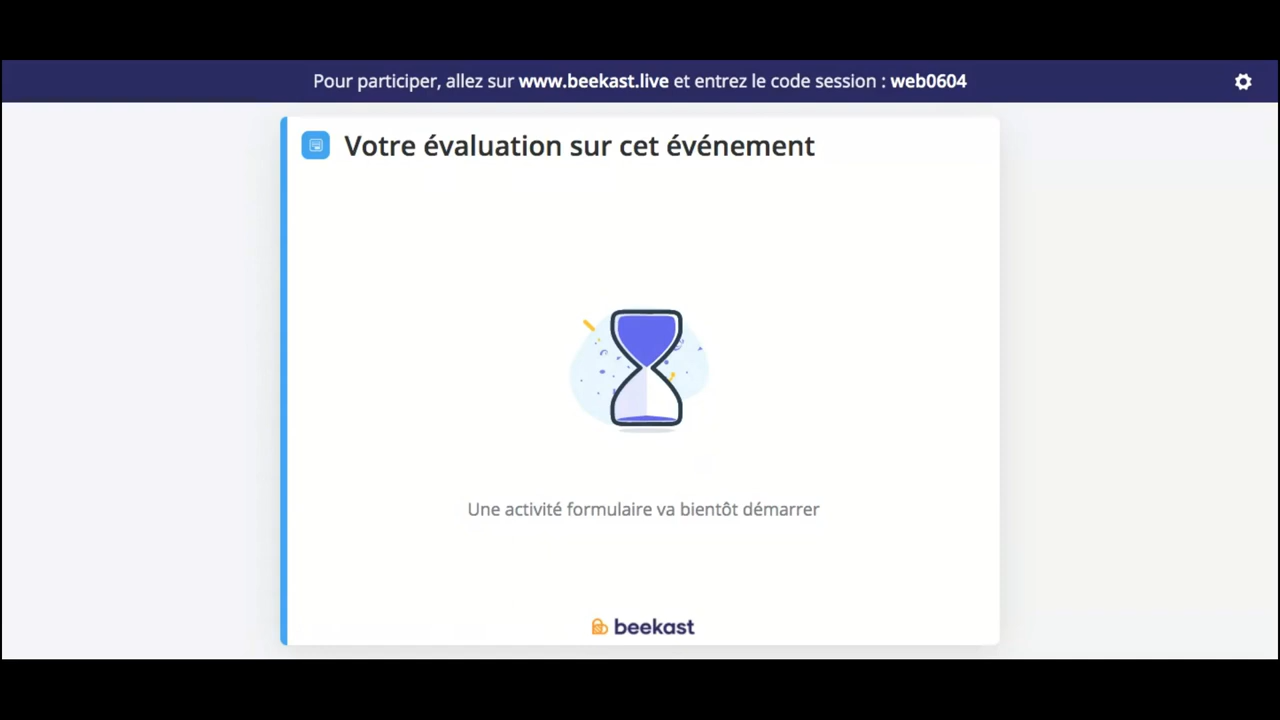 Pour participer, allez sur www.beekast.live et entrez le code session : web0604
Votre évaluation sur cet événement
Une activité formulaire va bientôt démarrer
beekast